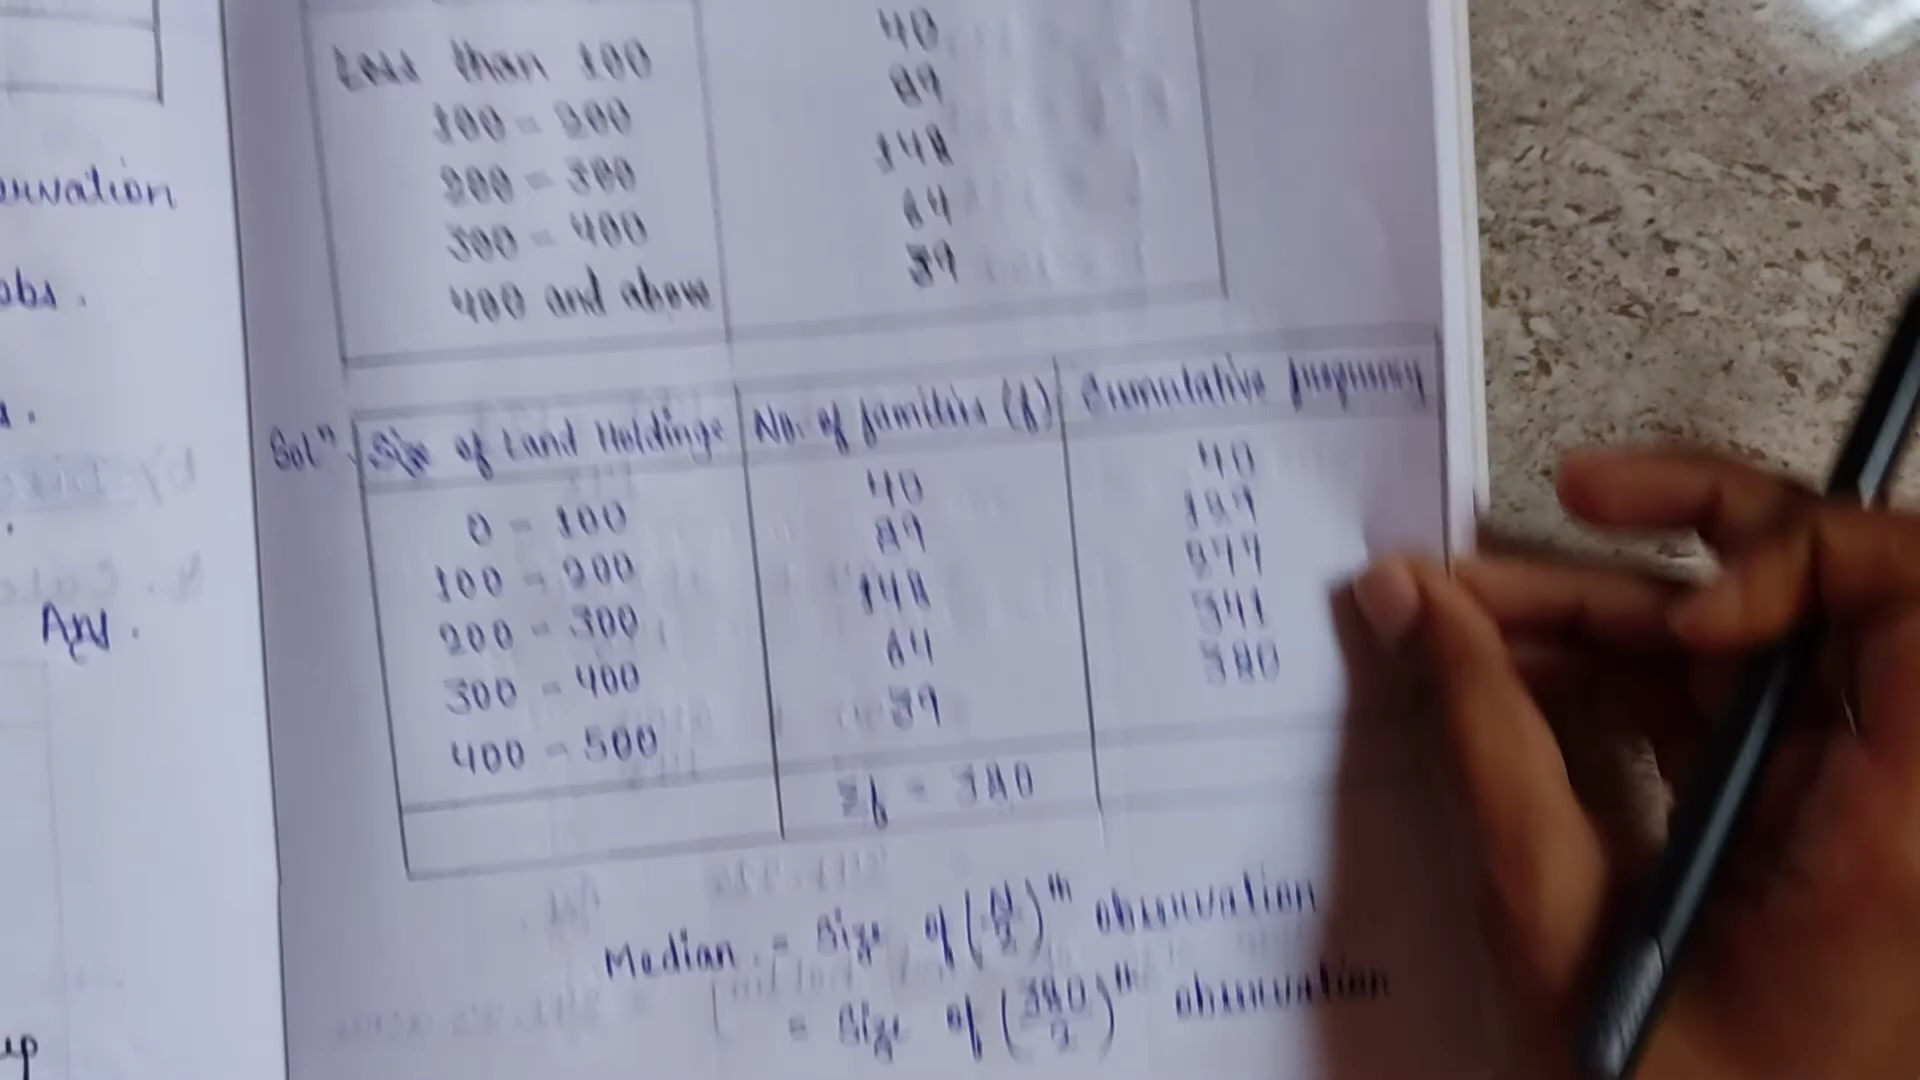 Less than 100 40
100 - 200 89
200 - 300 148
300 - 400 64
400 and above 39
Solⁿ. Size of Land Holdings No. of families (f) Cumulative frequency
0 - 100 40 40
100 - 200 89 129
200 - 300 148 277
300 - 400 64 341
400 - 500 39 380
Σf = 380
Median = Size of (N/2)th observation
= Size of (380/2)th observation
obs.
Ans.